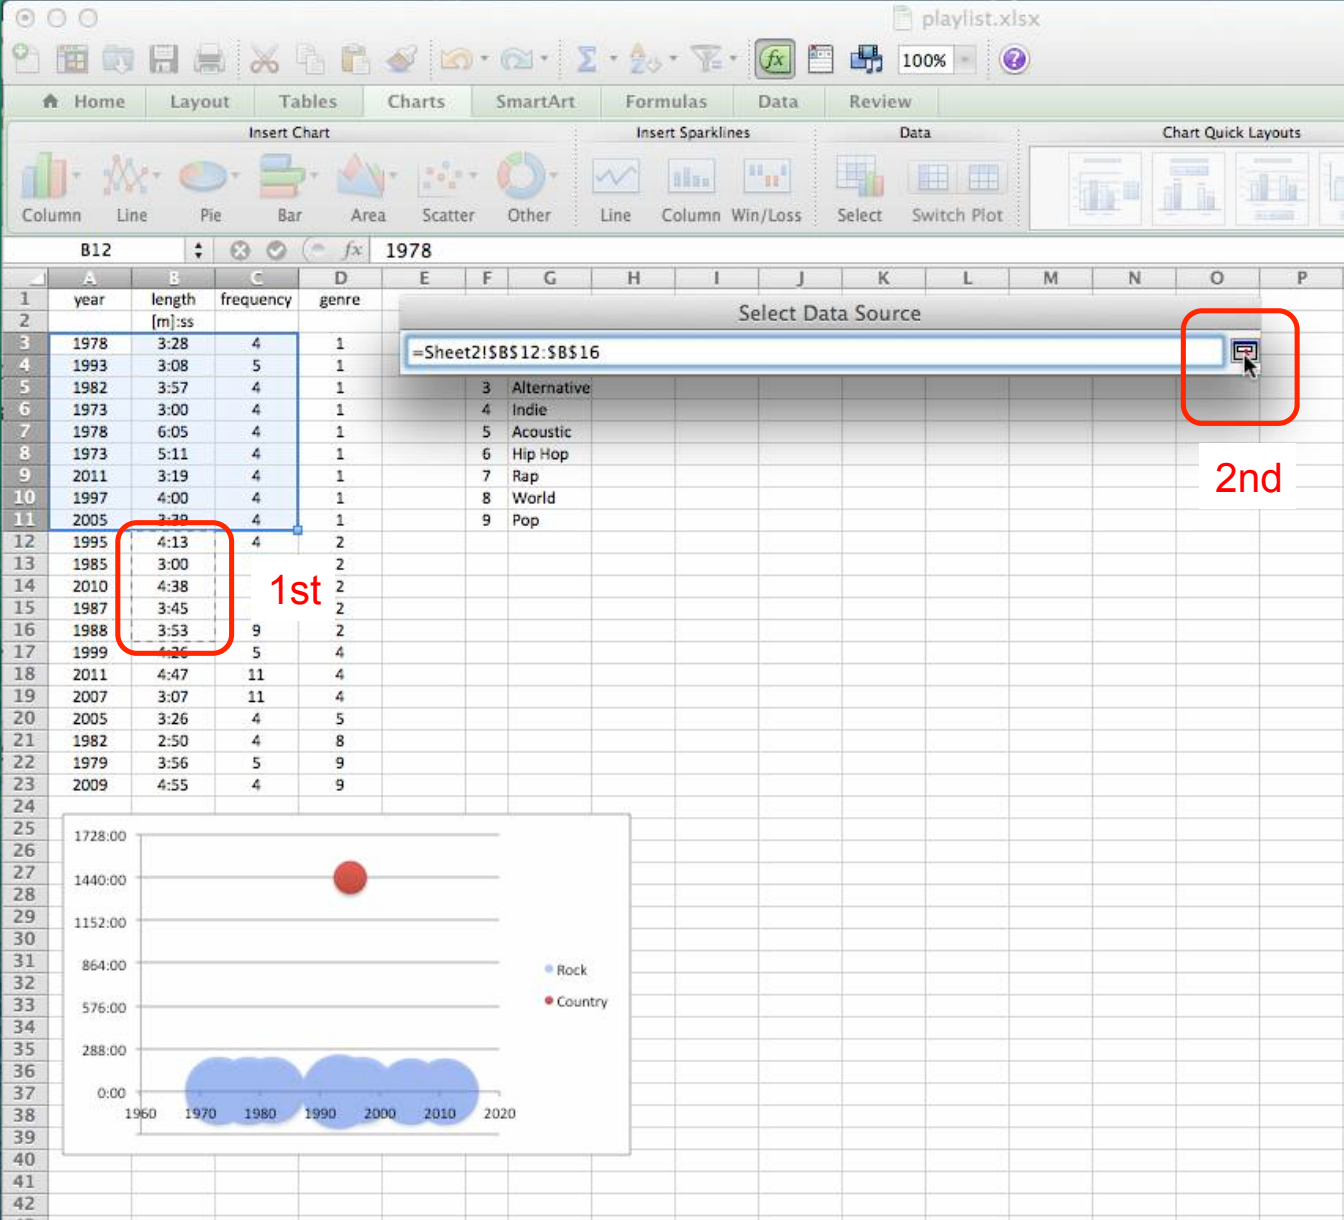 playlist.xlsx
100%
Home Layout Tables Charts SmartArt Formulas Data Review
Insert Chart Insert Sparklines Data Chart Quick Layouts
Column Line Pie Bar Area Scatter Other Line Column Win/Loss Select Switch Plot
B12 fx 1978
A B C D E F G H I J K L M N O P
1 year length frequency genre
Select Data Source
2 [m]:ss
3 1978 3:28 4 1
=Sheet2!$B$12:$B$16
4 1993 3:08 5 1
5 1982 3:57 4 1 3 Alternative
6 1973 3:00 4 1 4 Indie
7 1978 6:05 4 1 5 Acoustic
8 1973 5:11 4 1 6 Hip Hop
9 2011 3:19 4 1 7 Rap
2nd
10 1997 4:00 4 1 8 World
11 2005 3:39 4 1 9 Pop
12 1995 4:13 4 2
13 1985 3:00 2
14 2010 4:38 2
1st
15 1987 3:45 2
16 1988 3:53 9 2
17 1999 4:26 5 4
18 2011 4:47 11 4
19 2007 3:07 11 4
20 2005 3:26 4 5
21 1982 2:50 4 8
22 1979 3:56 5 9
23 2009 4:55 4 9
24
25 1728:00
26
27 1440:00
28
29 1152:00
30
31 864:00 Rock
32
33 576:00 Country
34
35 288:00
36
37 0:00
38 1960 1970 1980 1990 2000 2010 2020
39
40
41
42